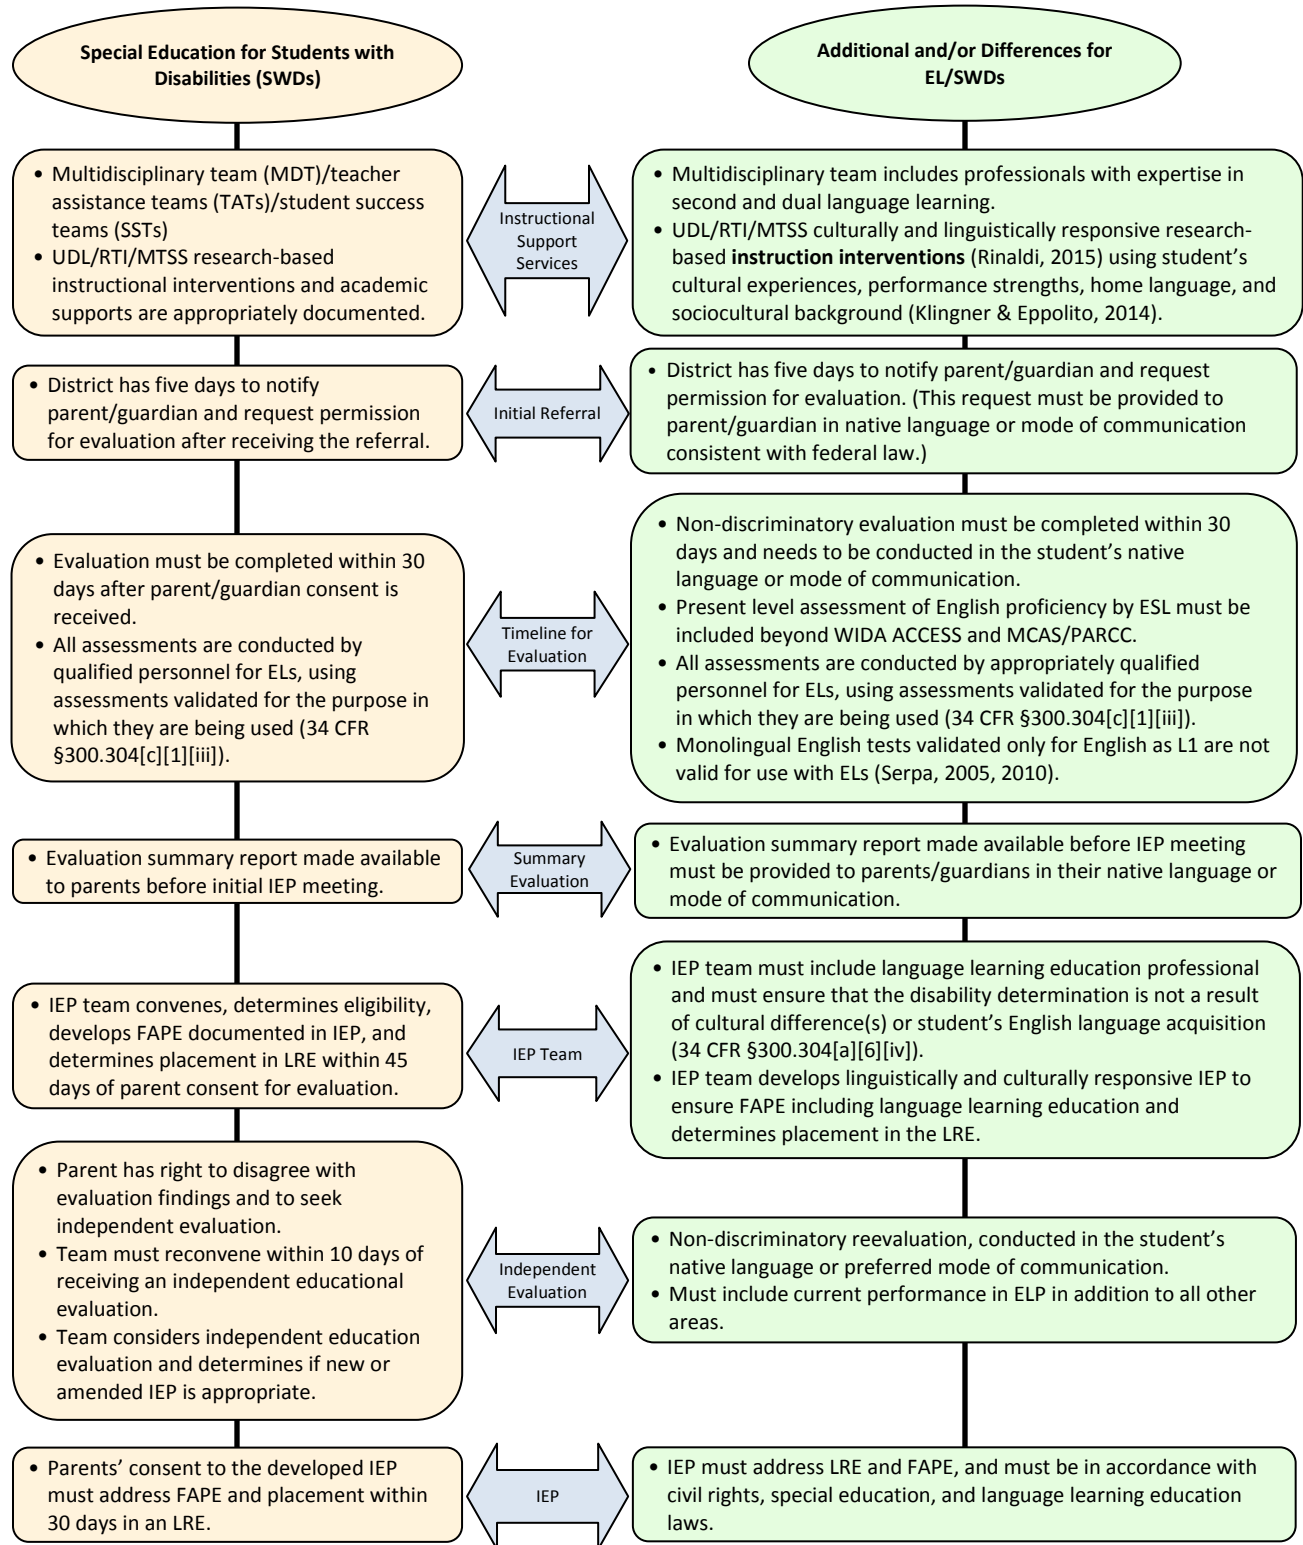 Special Education for Students with
Disabilities (SWDs)
Additional and/or Differences for
EL/SWDs
• Multidisciplinary team (MDT)/teacher
assistance teams (TATs)/student success
teams (SSTs)
• UDL/RTI/MTSS research-based
instructional interventions and academic
supports are appropriately documented.
Instructional
Support
Services
• Multidisciplinary team includes professionals with expertise in
second and dual language learning.
• UDL/RTI/MTSS culturally and linguistically responsive research-
based instruction interventions (Rinaldi, 2015) using student’s
cultural experiences, performance strengths, home language, and
sociocultural background (Klingner & Eppolito, 2014).
• District has five days to notify
parent/guardian and request permission
for evaluation after receiving the referral.
Initial Referral
• District has five days to notify parent/guardian and request
permission for evaluation. (This request must be provided to
parent/guardian in native language or mode of communication
consistent with federal law.)
• Evaluation must be completed within 30
days after parent/guardian consent is
received.
• All assessments are conducted by
qualified personnel for ELs, using
assessments validated for the purpose in
which they are being used (34 CFR
§300.304[c][1][iii]).
Timeline for
Evaluation
• Non-discriminatory evaluation must be completed within 30
days and needs to be conducted in the student’s native
language or mode of communication.
• Present level assessment of English proficiency by ESL must be
included beyond WIDA ACCESS and MCAS/PARCC.
• All assessments are conducted by appropriately qualified
personnel for ELs, using assessments validated for the purpose
in which they are being used (34 CFR §300.304[c][1][iii]).
• Monolingual English tests validated only for English as L1 are not
valid for use with ELs (Serpa, 2005, 2010).
• Evaluation summary report made available
to parents before initial IEP meeting.
Summary
Evaluation
• Evaluation summary report made available before IEP meeting
must be provided to parents/guardians in their native language or
mode of communication.
• IEP team convenes, determines eligibility,
develops FAPE documented in IEP, and
determines placement in LRE within 45
days of parent consent for evaluation.
IEP Team
• IEP team must include language learning education professional
and must ensure that the disability determination is not a result
of cultural difference(s) or student’s English language acquisition
(34 CFR §300.304[a][6][iv]).
• IEP team develops linguistically and culturally responsive IEP to
ensure FAPE including language learning education and
determines placement in the LRE.
• Parent has right to disagree with
evaluation findings and to seek
independent evaluation.
• Team must reconvene within 10 days of
receiving an independent educational
evaluation.
• Team considers independent education
evaluation and determines if new or
amended IEP is appropriate.
Independent
Evaluation
• Non-discriminatory reevaluation, conducted in the student’s
native language or preferred mode of communication.
• Must include current performance in ELP in addition to all other
areas.
• Parents’ consent to the developed IEP
must address FAPE and placement within
30 days in an LRE.
IEP
• IEP must address LRE and FAPE, and must be in accordance with
civil rights, special education, and language learning education
laws.